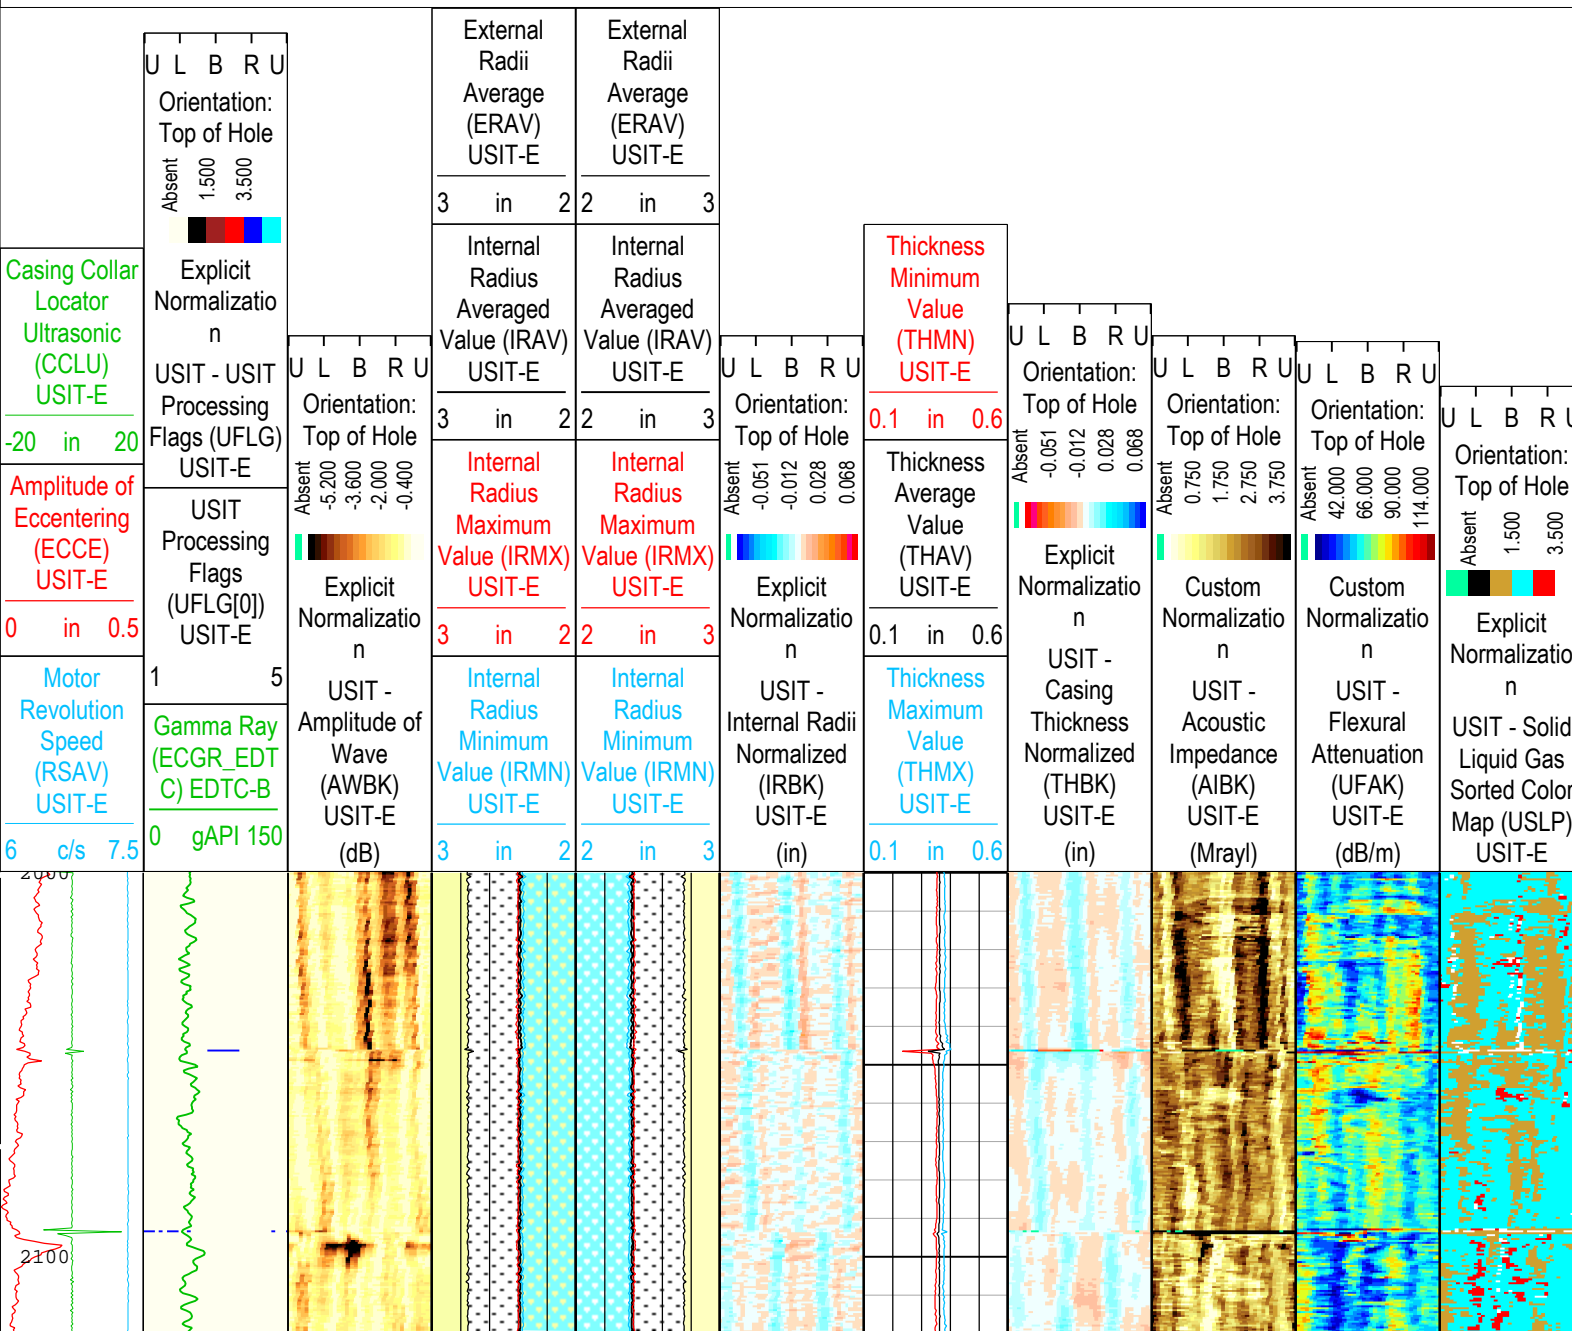 Casing Collar
Locator
Ultrasonic
(CCLU)
USIT-E
-20 in 20
Amplitude of
Eccentering
(ECCE)
USIT-E
0 in 0.5
Motor
Revolution
Speed
(RSAV)
USIT-E
6 c/s 7.5
U L B R U
Orientation:
Top of Hole
Absent
1.500
3.500
Explicit
Normalizatio
n
USIT - USIT
Processing
Flags (UFLG)
USIT-E
USIT
Processing
Flags
(UFLG[0])
USIT-E
1 5
Gamma Ray
(ECGR_EDT
C) EDTC-B
0 gAPI 150
U L B R U
Orientation:
Top of Hole
Absent
-5.200
-3.600
-2.000
-0.400
Explicit
Normalizatio
n
USIT -
Amplitude of
Wave
(AWBK)
USIT-E
(dB)
External
Radii
Average
(ERAV)
USIT-E
3 in 2
Internal
Radius
Averaged
Value (IRAV)
USIT-E
3 in 2
Internal
Radius
Maximum
Value (IRMX)
USIT-E
3 in 2
Internal
Radius
Minimum
Value (IRMN)
USIT-E
3 in 2
External
Radii
Average
(ERAV)
USIT-E
2 in 3
Internal
Radius
Averaged
Value (IRAV)
USIT-E
2 in 3
Internal
Radius
Maximum
Value (IRMX)
USIT-E
2 in 3
Internal
Radius
Minimum
Value (IRMN)
USIT-E
2 in 3
U L B R U
Orientation:
Top of Hole
Absent
-0.051
-0.012
0.028
0.068
Explicit
Normalizatio
n
USIT -
Internal Radii
Normalized
(IRBK)
USIT-E
(in)
Thickness
Minimum
Value
(THMN)
USIT-E
0.1 in 0.6
Thickness
Average
Value
(THAV)
USIT-E
0.1 in 0.6
Thickness
Maximum
Value
(THMX)
USIT-E
0.1 in 0.6
U L B R U
Orientation:
Top of Hole
Absent
-0.051
-0.012
0.028
0.068
Explicit
Normalizatio
n
USIT -
Casing
Thickness
Normalized
(THBK)
USIT-E
(in)
U L B R U
Orientation:
Top of Hole
Absent
0.750
1.750
2.750
3.750
Custom
Normalizatio
n
USIT -
Acoustic
Impedance
(AIBK)
USIT-E
(Mrayl)
U L B R U
Orientation:
Top of Hole
Absent
42.000
66.000
90.000
114.000
Custom
Normalizatio
n
USIT -
Flexural
Attenuation
(UFAK)
USIT-E
(dB/m)
U L B R U
Orientation:
Top of Hole
Absent
1.500
3.500
Explicit
Normalizatio
n
USIT - Solid
Liquid Gas
Sorted Color
Map (USLP)
USIT-E
2000
2100